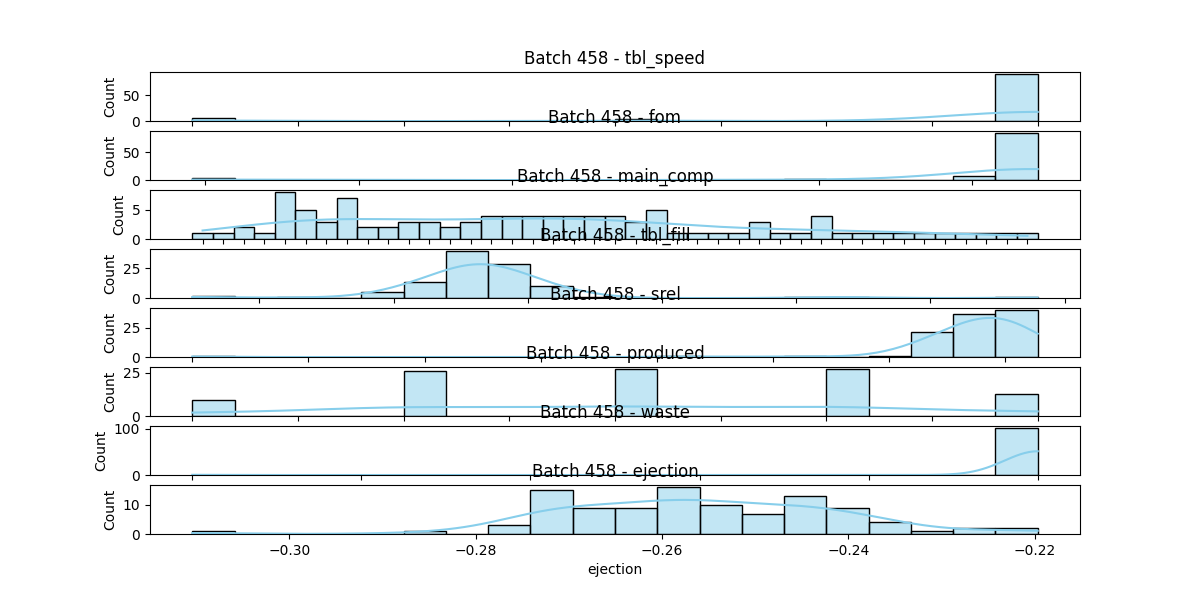 Batch 458 - tbl_speed
Count
50
0
Batch 458 - fom
Count
50
0
Batch 458 - main_comp
Count
5
0
Batch 458 - tbl_fill
Count
25
0
Batch 458 - srel
Count
25
0
Batch 458 - produced
Count
25
0
Batch 458 - waste
Count
100
0
Batch 458 - ejection
Count
10
0
−0.30 −0.28 −0.26 −0.24 −0.22
ejection